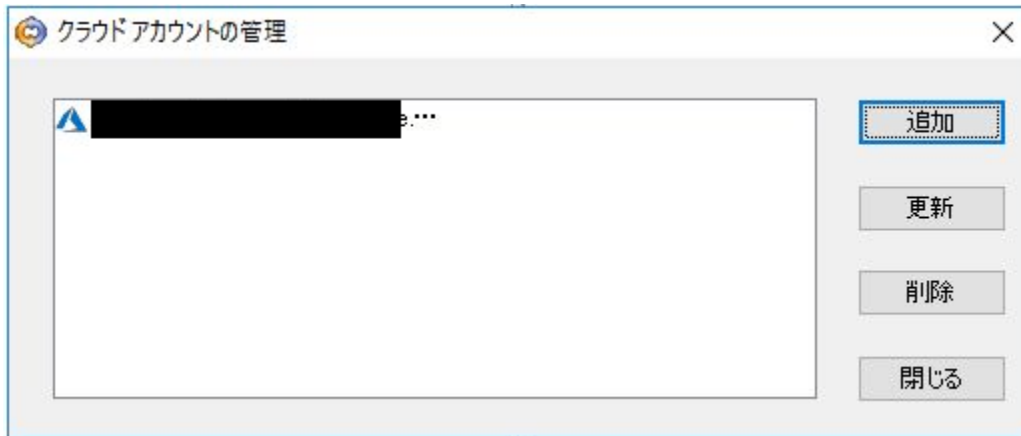 クラウド アカウントの管理
e.…
追加
更新
削除
閉じる